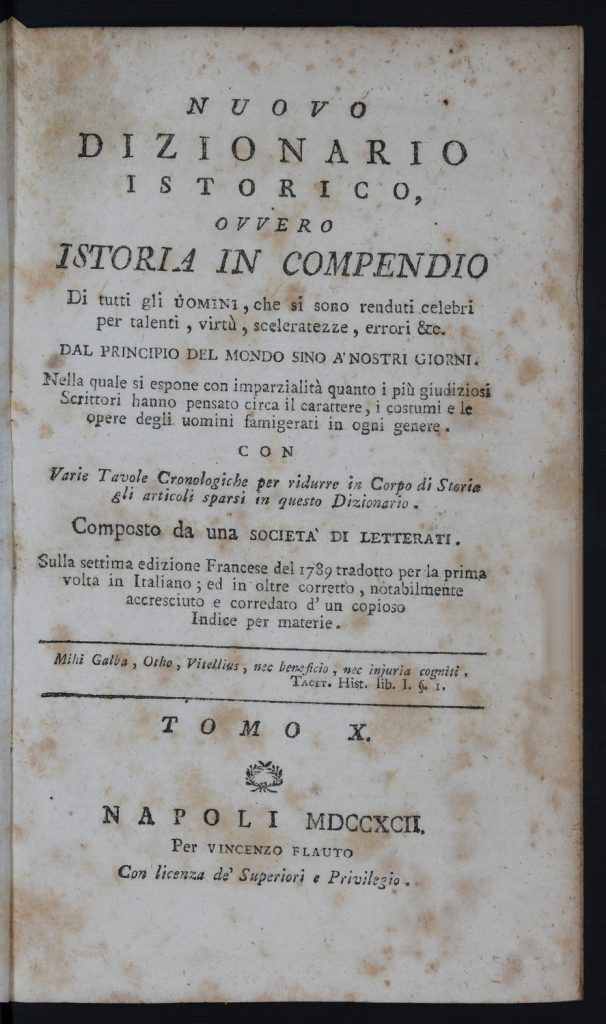 NUOVO
DIZIONARIO
ISTORICO,
OVVERO
ISTORIA IN COMPENDIO
Di tutti gli UOMINI, che si sono renduti celebri
per talenti, virtù, sceleratezze, errori &c.
DAL PRINCIPIO DEL MONDO SINO A' NOSTRI GIORNI.
Nella quale si espone con imparzialità quanto i più giudiziosi
Scrittori hanno pensato circa il carattere, i costumi e le
opere degli uomini famigerati in ogni genere.
CON
Varie Tavole Cronologiche per ridurre in Corpo di Storia
gli articoli sparsi in questo Dizionario.
Composto da una SOCIETA' DI LETTERATI.
Sulla settima edizione Francese del 1789 tradotto per la prima
volta in Italiano; ed in oltre corretto, notabilmente
accresciuto e corredato d'un copioso
Indice per materie.
Mihi Galba, Otho, Vitellius, nec beneficio, nec injuria cogniti.
TACIT. Hist. lib. I. §. 1.
TOMO X.
NAPOLI MDCCXCII.
Per VINCENZO FLAUTO
Con licenza de' Superiori e Privilegio.